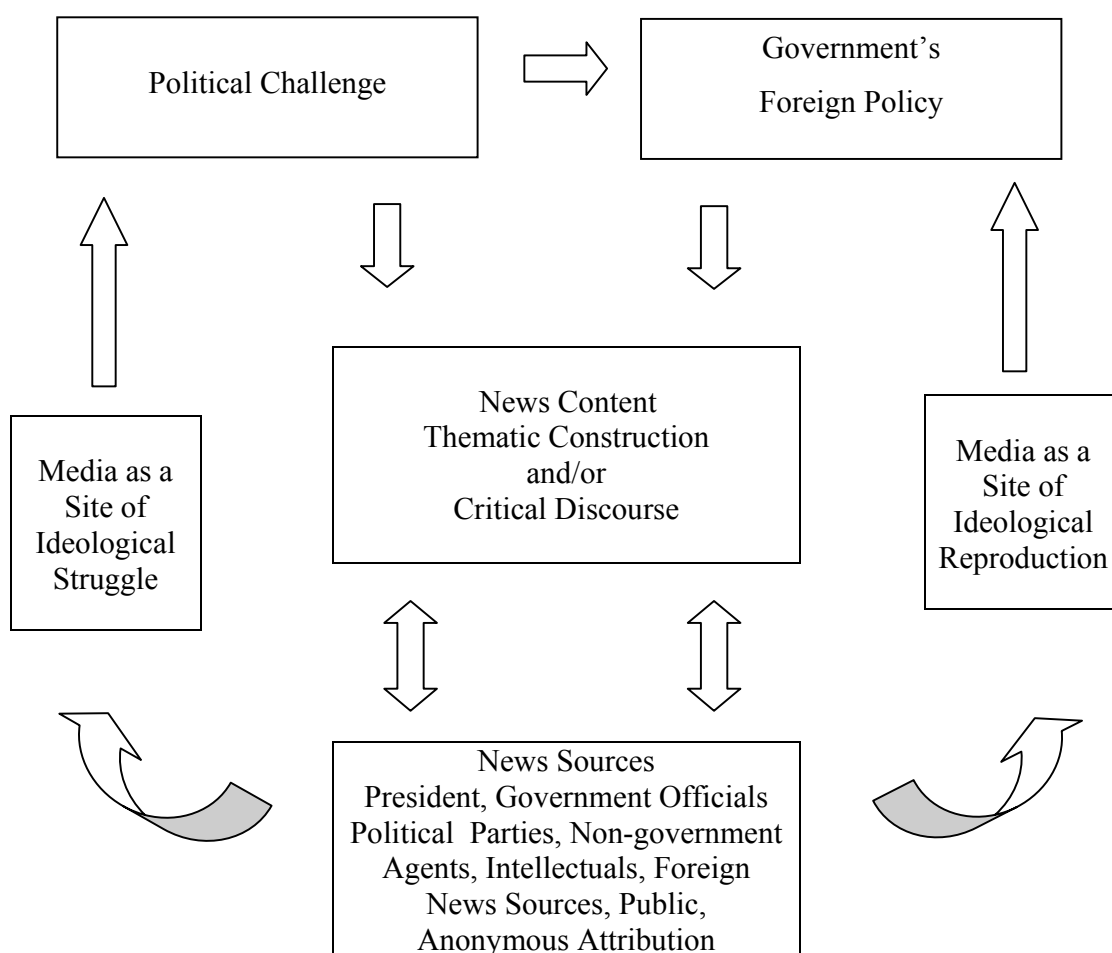 Political Challenge
Government’s
Foreign Policy
News Content
Thematic Construction
and/or
Critical Discourse
Media as a
Site of
Ideological
Struggle
Media as a
Site of
Ideological
Reproduction
News Sources
President, Government Officials
Political Parties, Non-government
Agents, Intellectuals, Foreign
News Sources, Public,
Anonymous Attribution